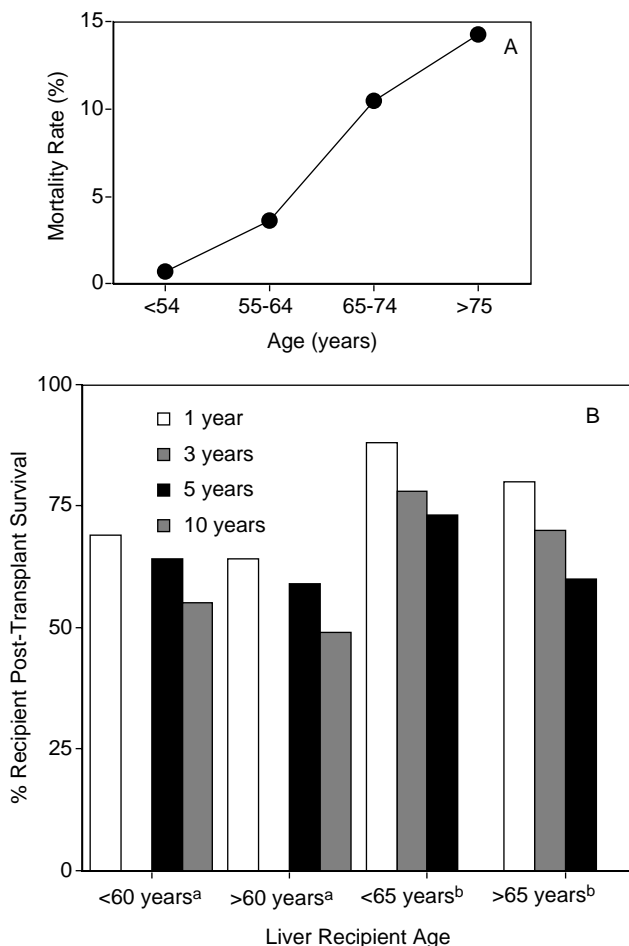 15
A
10
5
0
Mortality Rate (%)
<54 55-64 65-74 >75
Age (years)
100
B
1 year
3 years
5 years
10 years
75
50
25
0
% Recipient Post-Transplant Survival
<60 yearsᵃ >60 yearsᵃ <65 yearsᵇ >65 yearsᵇ
Liver Recipient Age